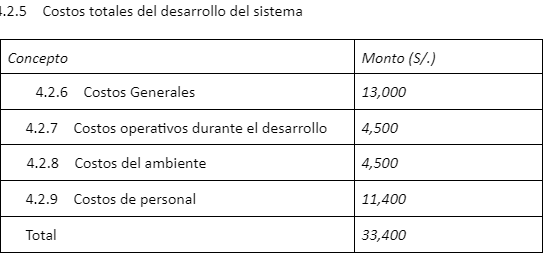 4.2.5 Costos totales del desarrollo del sistema
Concepto Monto (S/.)
4.2.6 Costos Generales 13,000
4.2.7 Costos operativos durante el desarrollo 4,500
4.2.8 Costos del ambiente 4,500
4.2.9 Costos de personal 11,400
Total 33,400